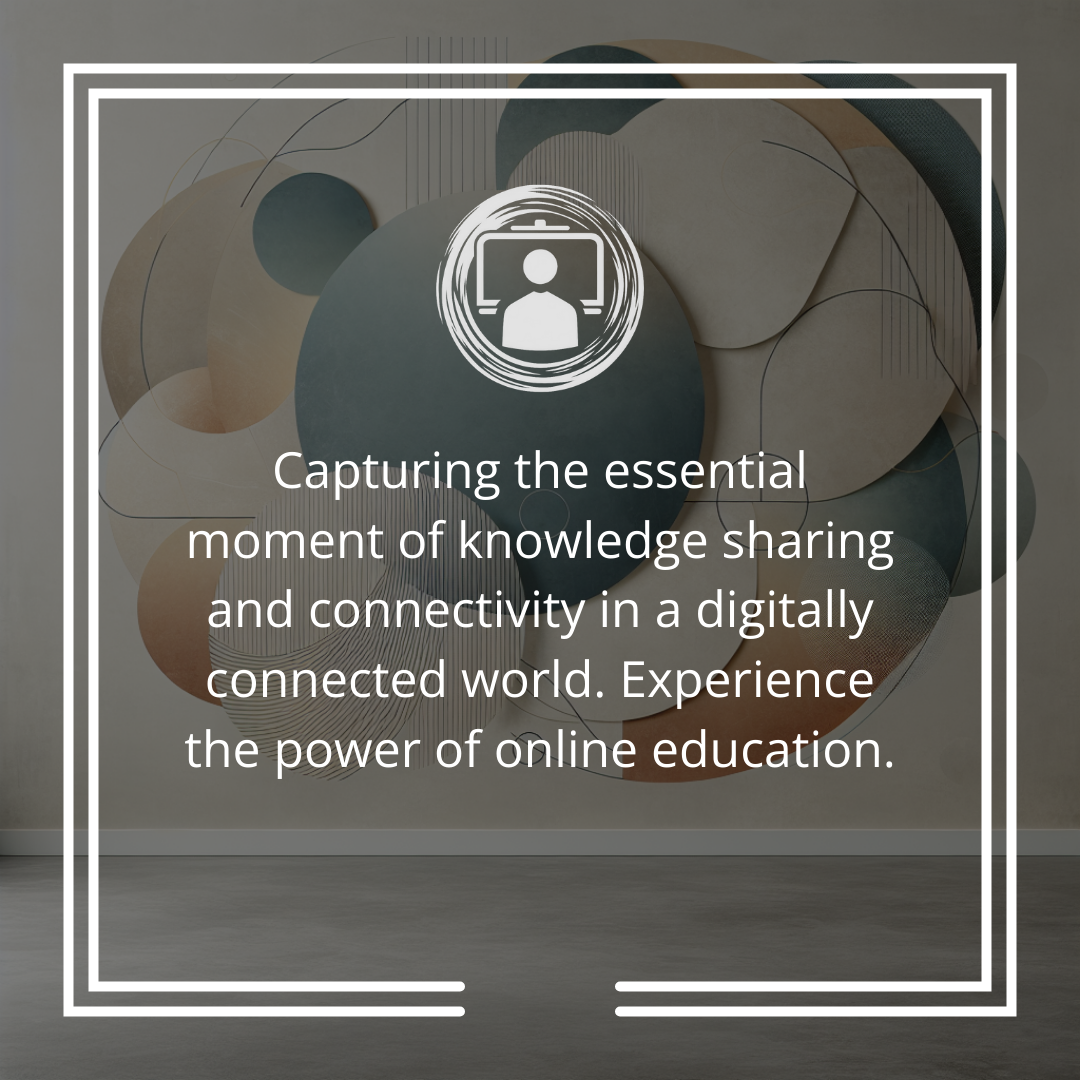 Capturing the essential
moment of knowledge sharing
and connectivity in a digitally
connected world. Experience
the power of online education.